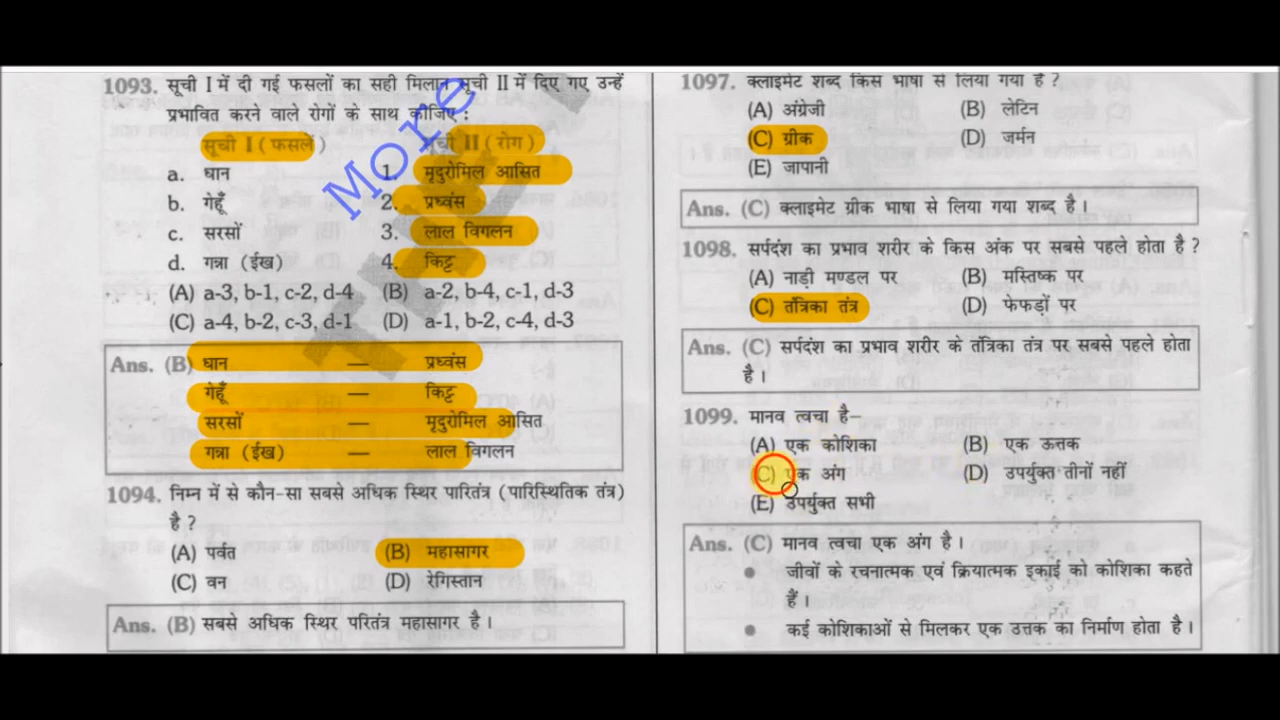 1093. सूची I में दी गई फसलों का सही मिलान सूची II में दिए गए उन्हें
प्रभावित करने वाले रोगों के साथ कीजिए :
सूची I (फसलें) सूची II (रोग)
a. धान 1. मृदुरोमिल आसित
b. गेहूँ 2. प्रध्वंस
c. सरसों 3. लाल विगलन
d. गन्ना (ईख) 4. किट्ट
(A) a-3, b-1, c-2, d-4 (B) a-2, b-4, c-1, d-3
(C) a-4, b-2, c-3, d-1 (D) a-1, b-2, c-4, d-3
Ans. (B) धान — प्रध्वंस
गेहूँ — किट्ट
सरसों — मृदुरोमिल आसित
गन्ना (ईख) — लाल विगलन
1094. निम्न में से कौन-सा सबसे अधिक स्थिर पारितंत्र (पारिस्थितिक तंत्र)
है ?
(A) पर्वत (B) महासागर
(C) वन (D) रेगिस्तान
Ans. (B) सबसे अधिक स्थिर परितंत्र महासागर है।
More
1097. क्लाइमेट शब्द किस भाषा से लिया गया है ?
(A) अंग्रेजी (B) लेटिन
(C) ग्रीक (D) जर्मन
(E) जापानी
Ans. (C) क्लाइमेट ग्रीक भाषा से लिया गया शब्द है।
1098. सर्पदंश का प्रभाव शरीर के किस अंक पर सबसे पहले होता है ?
(A) नाड़ी मण्डल पर (B) मस्तिष्क पर
(C) तंत्रिका तंत्र (D) फेफड़ों पर
Ans. (C) सर्पदंश का प्रभाव शरीर के तंत्रिका तंत्र पर सबसे पहले होता
है।
1099. मानव त्वचा है–
(A) एक कोशिका (B) एक ऊत्तक
(C) एक अंग (D) उपर्युक्त तीनों नहीं
(E) उपर्युक्त सभी
Ans. (C) मानव त्वचा एक अंग है।
● जीवों के रचनात्मक एवं क्रियात्मक इकाई को कोशिका कहते
हैं।
● कई कोशिकाओं से मिलकर एक उत्तक का निर्माण होता है।